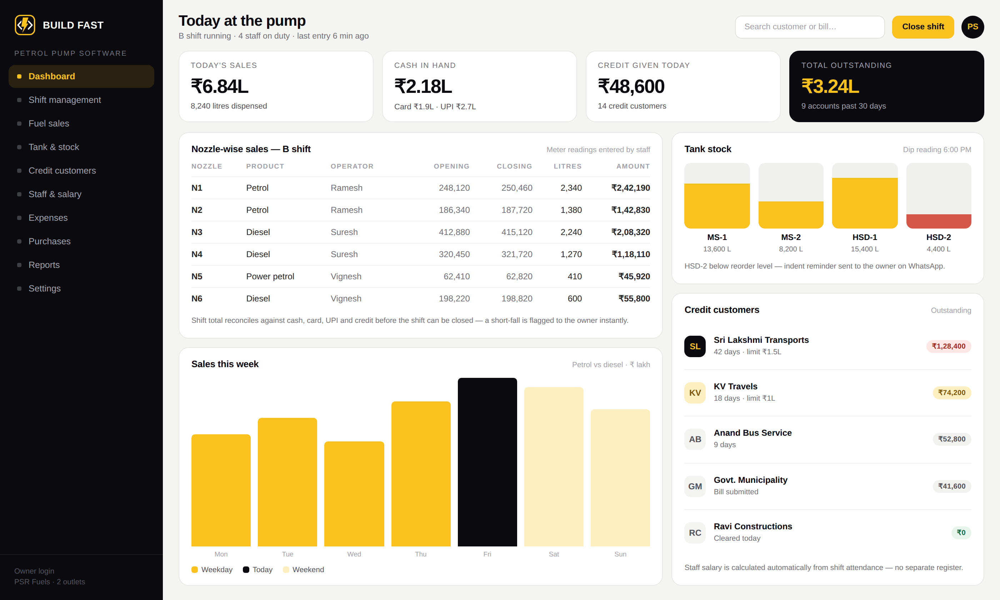 BUILD FAST
PETROL PUMP SOFTWARE
Dashboard
Shift management
Fuel sales
Tank & stock
Credit customers
Staff & salary
Expenses
Purchases
Reports
Settings
Owner login
PSR Fuels · 2 outlets
Today at the pump
B shift running · 4 staff on duty · last entry 6 min ago
Search customer or bill…
Close shift
PS
TODAY'S SALES
₹6.84L
8,240 litres dispensed
CASH IN HAND
₹2.18L
Card ₹1.9L · UPI ₹2.7L
CREDIT GIVEN TODAY
₹48,600
14 credit customers
TOTAL OUTSTANDING
₹3.24L
9 accounts past 30 days
Nozzle-wise sales — B shift
Meter readings entered by staff
NOZZLE PRODUCT OPERATOR OPENING CLOSING LITRES AMOUNT
N1 Petrol Ramesh 248,120 250,460 2,340 ₹2,42,190
N2 Petrol Ramesh 186,340 187,720 1,380 ₹1,42,830
N3 Diesel Suresh 412,880 415,120 2,240 ₹2,08,320
N4 Diesel Suresh 320,450 321,720 1,270 ₹1,18,110
N5 Power petrol Vignesh 62,410 62,820 410 ₹45,920
N6 Diesel Vignesh 198,220 198,820 600 ₹55,800
Shift total reconciles against cash, card, UPI and credit before the shift can be closed — a short-fall is flagged to the owner instantly.
Sales this week
Petrol vs diesel · ₹ lakh
Mon Tue Wed Thu Fri Sat Sun
Weekday Today Weekend
Tank stock
Dip reading 6:00 PM
MS-1 MS-2 HSD-1 HSD-2
13,600 L 8,200 L 15,400 L 4,400 L
HSD-2 below reorder level — indent reminder sent to the owner on WhatsApp.
Credit customers
Outstanding
SL
Sri Lakshmi Transports
42 days · limit ₹1.5L
₹1,28,400
KV
KV Travels
18 days · limit ₹1L
₹74,200
AB
Anand Bus Service
9 days
₹52,800
GM
Govt. Municipality
Bill submitted
₹41,600
RC
Ravi Constructions
Cleared today
₹0
Staff salary is calculated automatically from shift attendance — no separate register.